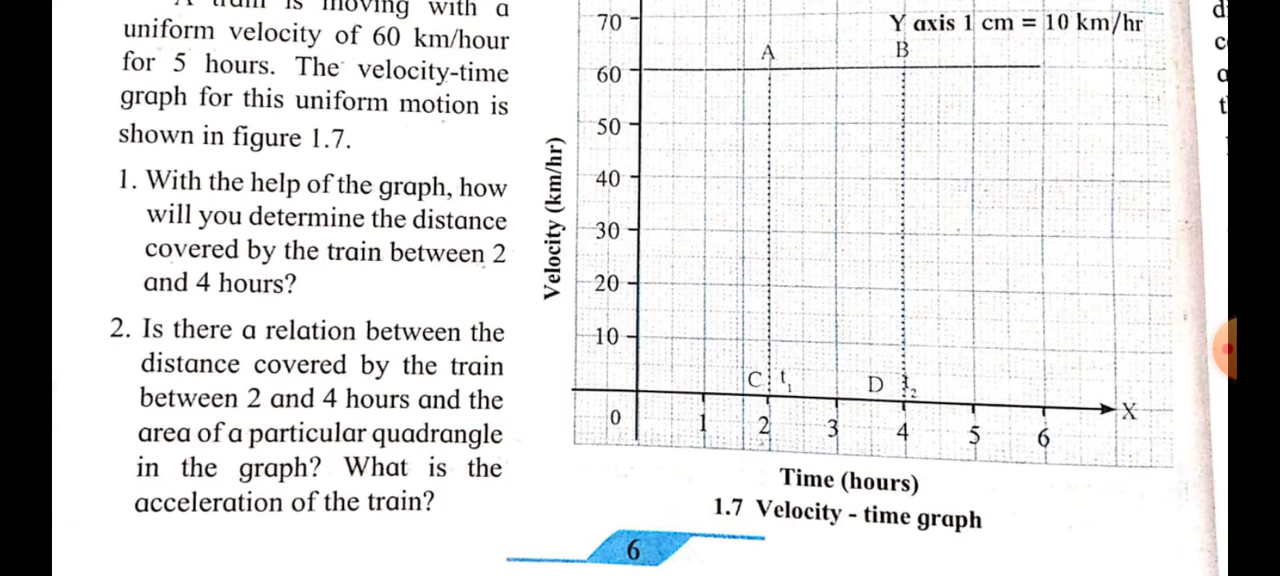 A train is moving with a
uniform velocity of 60 km/hour
for 5 hours. The velocity-time
graph for this uniform motion is
shown in figure 1.7.
1. With the help of the graph, how
will you determine the distance
covered by the train between 2
and 4 hours?
2. Is there a relation between the
distance covered by the train
between 2 and 4 hours and the
area of a particular quadrangle
in the graph? What is the
acceleration of the train?
Y axis 1 cm = 10 km/hr
A B
70
60
50
40
30
20
10
Velocity (km/hr)
C t₁ D t₂
0 1 2 3 4 5 6 X
Time (hours)
1.7 Velocity - time graph
6